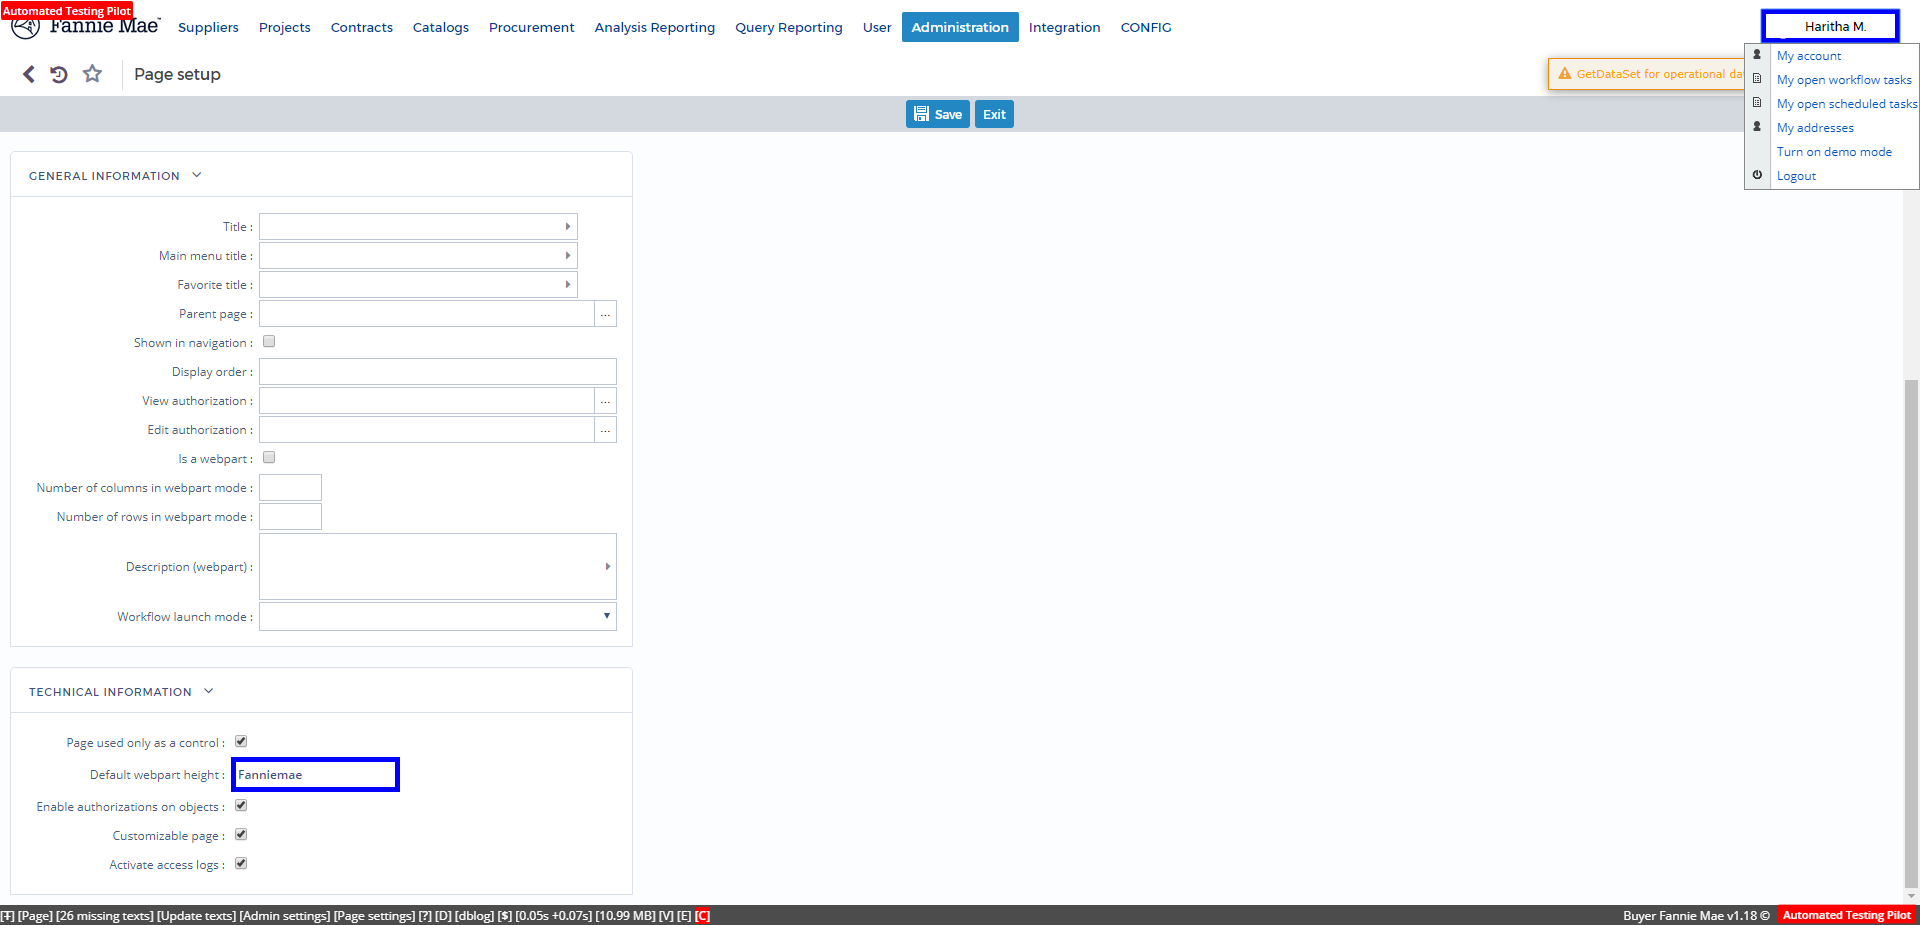 Automated Testing Pilot
Fannie Mae™
Suppliers Projects Contracts Catalogs Procurement Analysis Reporting Query Reporting User Administration Integration CONFIG
Haritha M.
My account
My open workflow tasks
My open scheduled tasks
My addresses
Turn on demo mode
Logout
Page setup
GetDataSet for operational
Save Exit
GENERAL INFORMATION
Title :
Main menu title :
Favorite title :
Parent page : ...
Shown in navigation :
Display order :
View authorization : ...
Edit authorization : ...
Is a webpart :
Number of columns in webpart mode :
Number of rows in webpart mode :
Description (webpart) :
Workflow launch mode :
TECHNICAL INFORMATION
Page used only as a control :
Default webpart height : Fanniemae
Enable authorizations on objects :
Customizable page :
Activate access logs :
[T] [Page] [26 missing texts] [Update texts] [Admin settings] [Page settings] [?] [D] [dblog] [$] [0.05s +0.07s] [10.99 MB] [V] [E] [C]
Buyer Fannie Mae v1.18 © Automated Testing Pilot